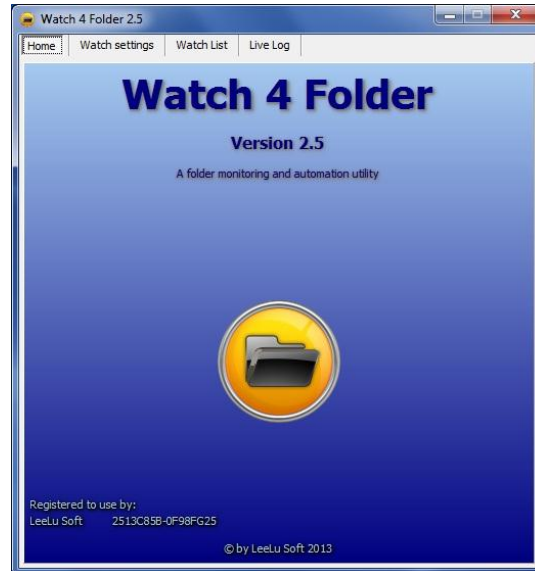 Watch 4 Folder 2.5
Home Watch settings Watch List Live Log
Watch 4 Folder
Version 2.5
A folder monitoring and automation utility
Registered to use by:
LeeLu Soft 2513C85B-0F98FG25
© by LeeLu Soft 2013